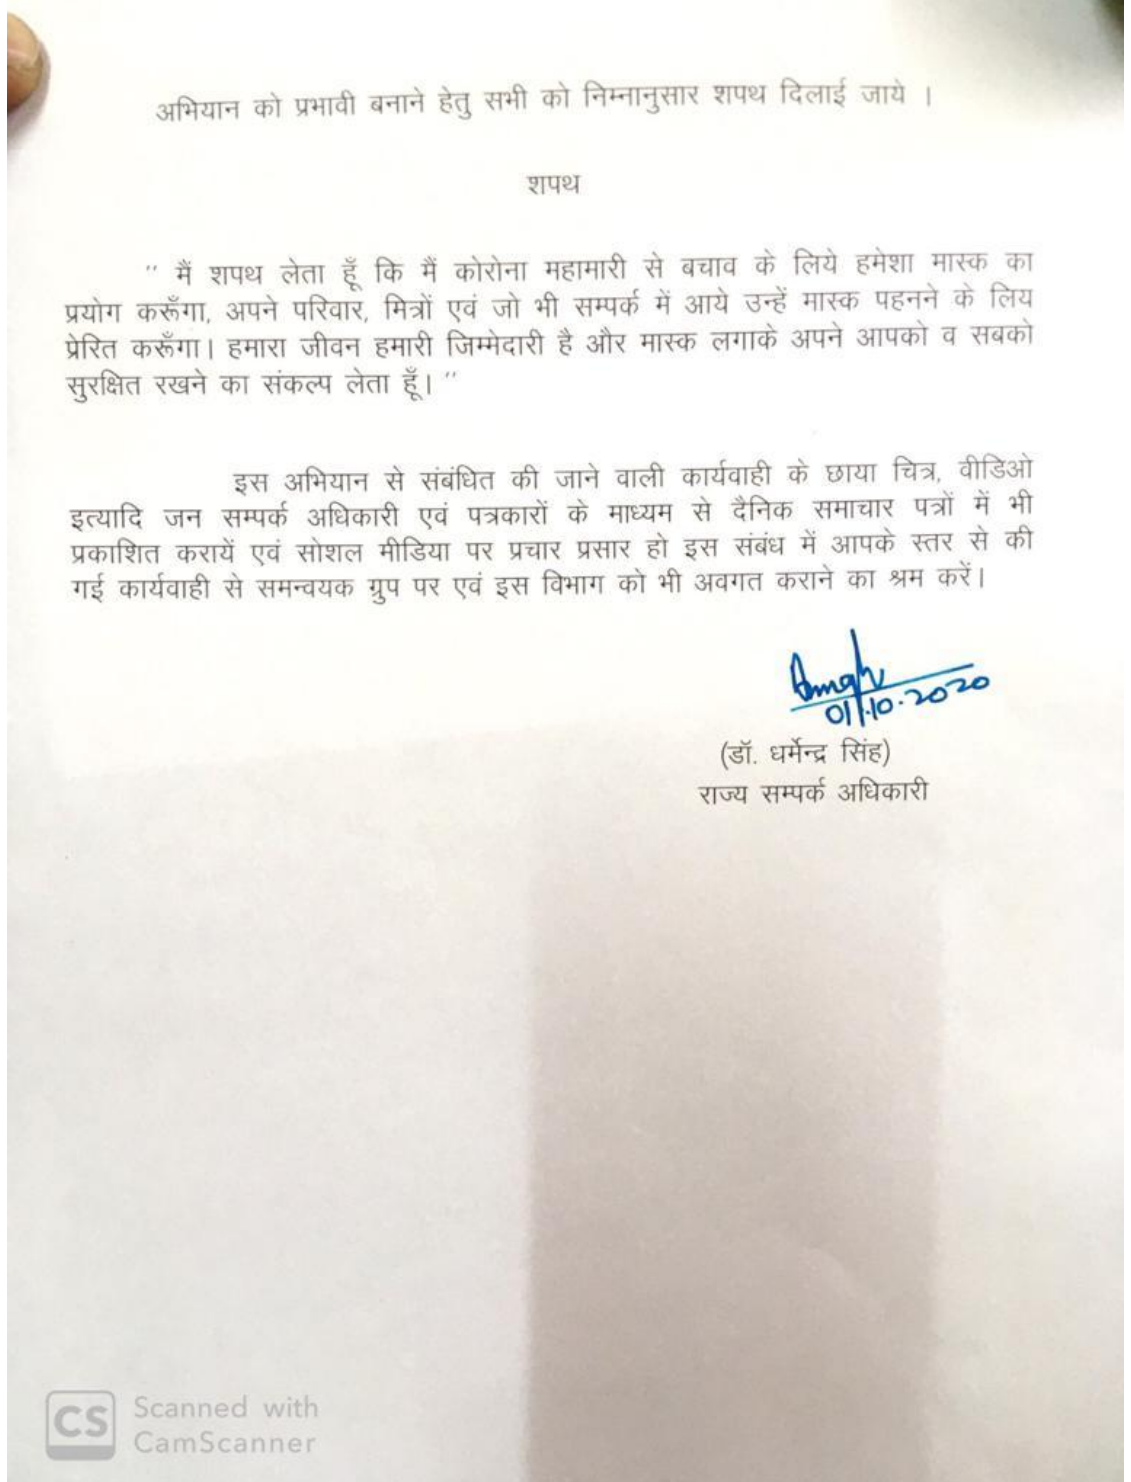 अभियान को प्रभावी बनाने हेतु सभी को निम्नानुसार शपथ दिलाई जाये ।
शपथ
" मैं शपथ लेता हूँ कि मैं कोरोना महामारी से बचाव के लिये हमेशा मास्क का
प्रयोग करूँगा, अपने परिवार, मित्रों एवं जो भी सम्पर्क में आये उन्हें मास्क पहनने के लिय
प्रेरित करूँगा। हमारा जीवन हमारी जिम्मेदारी है और मास्क लगाके अपने आपको व सबको
सुरक्षित रखने का संकल्प लेता हूँ। "
इस अभियान से संबंधित की जाने वाली कार्यवाही के छाया चित्र, वीडिओ
इत्यादि जन सम्पर्क अधिकारी एवं पत्रकारों के माध्यम से दैनिक समाचार पत्रों में भी
प्रकाशित करायें एवं सोशल मीडिया पर प्रचार प्रसार हो इस संबंध में आपके स्तर से की
गई कार्यवाही से समन्वयक ग्रुप पर एवं इस विभाग को भी अवगत कराने का श्रम करें।
01.10.2020
(डॉ. धर्मेन्द्र सिंह)
राज्य सम्पर्क अधिकारी
CS Scanned with
CamScanner